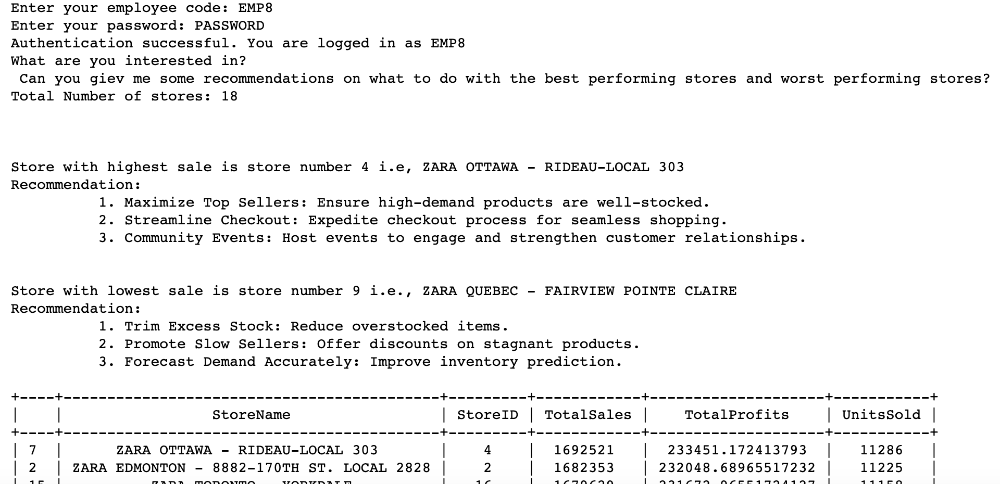 Enter your employee code: EMP8
Enter your password: PASSWORD
Authentication successful. You are logged in as EMP8
What are you interested in?
Can you giev me some recommendations on what to do with the best performing stores and worst performing stores?
Total Number of stores: 18
Store with highest sale is store number 4 i.e, ZARA OTTAWA - RIDEAU-LOCAL 303
Recommendation:
1. Maximize Top Sellers: Ensure high-demand products are well-stocked.
2. Streamline Checkout: Expedite checkout process for seamless shopping.
3. Community Events: Host events to engage and strengthen customer relationships.
Store with lowest sale is store number 9 i.e., ZARA QUEBEC - FAIRVIEW POINTE CLAIRE
Recommendation:
1. Trim Excess Stock: Reduce overstocked items.
2. Promote Slow Sellers: Offer discounts on stagnant products.
3. Forecast Demand Accurately: Improve inventory prediction.
+----+-------------------------------------------+---------+------------+--------------------+-----------+
| | StoreName | StoreID | TotalSales | TotalProfits | UnitsSold |
+----+-------------------------------------------+---------+------------+--------------------+-----------+
| 7 | ZARA OTTAWA - RIDEAU-LOCAL 303 | 4 | 1692521 | 233451.172413793 | 11286 |
| 2 | ZARA EDMONTON - 8882-170TH ST. LOCAL 2828 | 2 | 1682353 | 232048.68965517232 | 11225 |
| 15 | ZARA TORONTO - YORKDALE